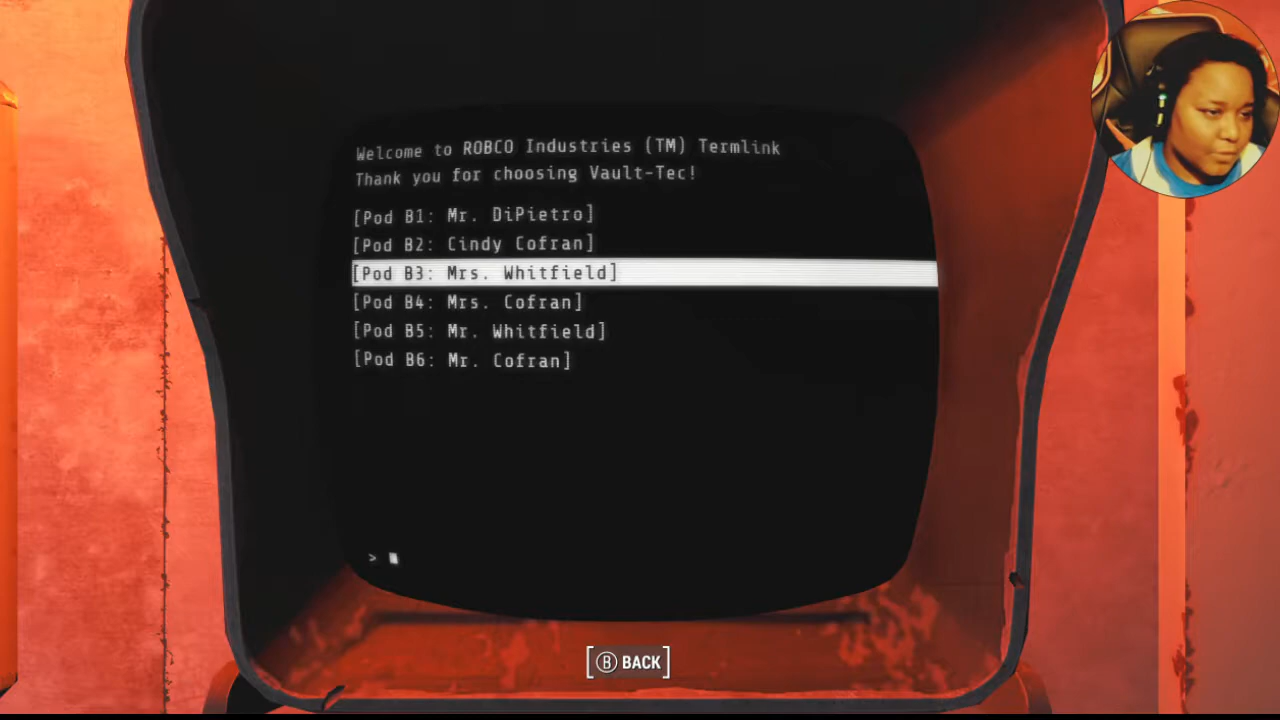 Welcome to ROBCO Industries (TM) Termlink
Thank you for choosing Vault-Tec!
[Pod B1: Mr. DiPietro]
[Pod B2: Cindy Cofran]
[Pod B3: Mrs. Whitfield]
[Pod B4: Mrs. Cofran]
[Pod B5: Mr. Whitfield]
[Pod B6: Mr. Cofran]
>
[Ⓑ BACK]